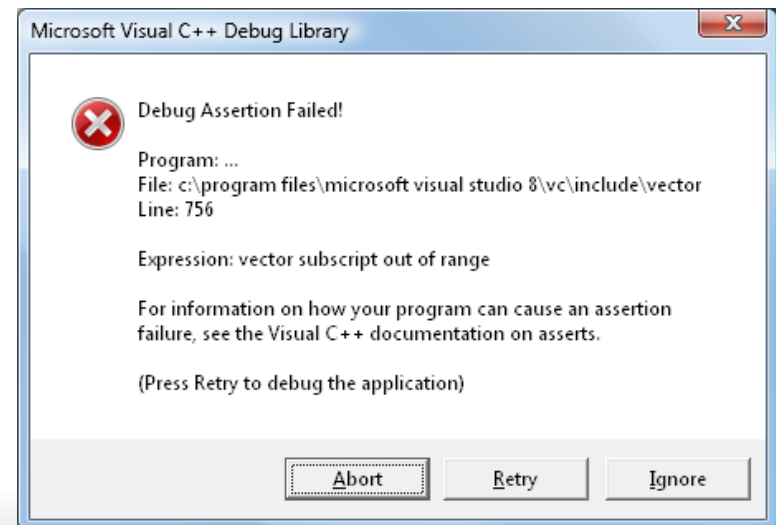 Microsoft Visual C++ Debug Library
Debug Assertion Failed!
Program: ...
File: c:\program files\microsoft visual studio 8\vc\include\vector
Line: 756
Expression: vector subscript out of range
For information on how your program can cause an assertion
failure, see the Visual C++ documentation on asserts.
(Press Retry to debug the application)
Abort
Retry
Ignore